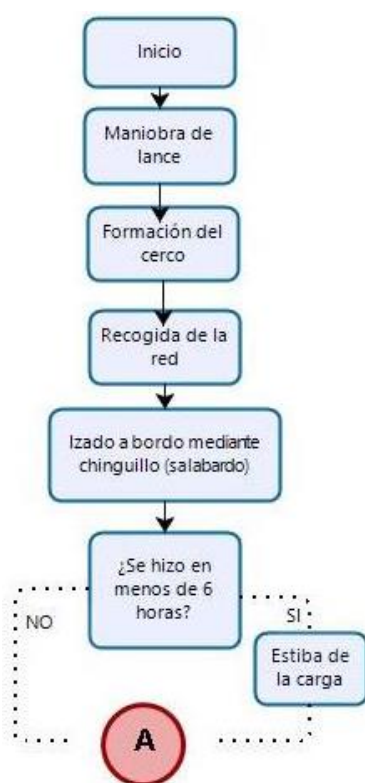 Inicio
Maniobra de
lance
Formación del
cerco
Recogida de la
red
Izado a bordo mediante
chinguillo (salabardo)
¿Se hizo en
menos de 6
horas?
NO
SI
Estiba de
la carga
A